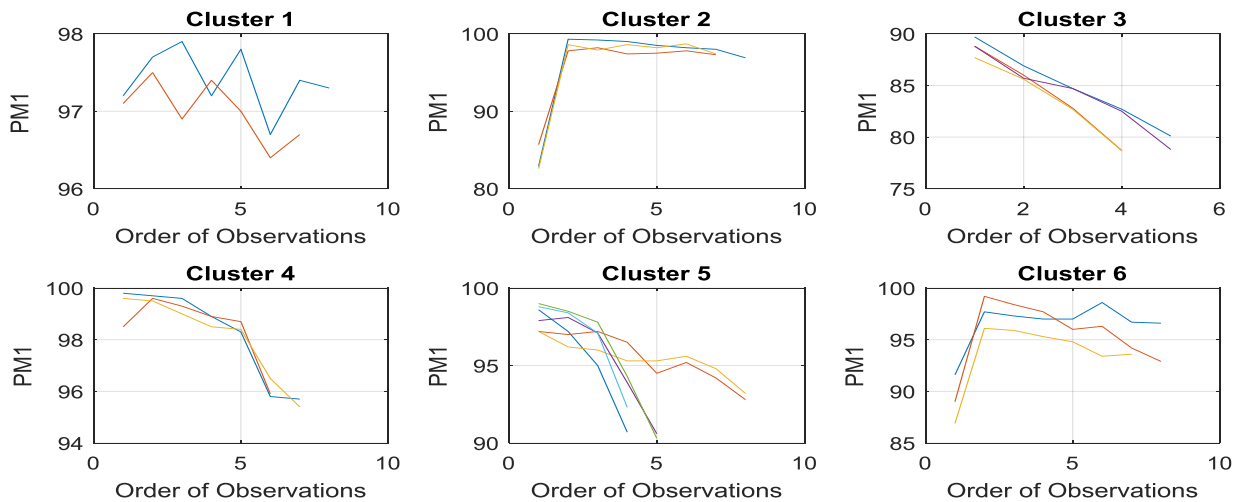 Cluster 1
98
97
96
0
5
10
PM1
Order of Observations
Cluster 2
100
90
80
0
5
10
PM1
Order of Observations
Cluster 3
90
85
80
75
0
2
4
6
PM1
Order of Observations
Cluster 4
100
98
96
94
0
5
10
PM1
Order of Observations
Cluster 5
100
95
90
0
5
10
PM1
Order of Observations
Cluster 6
100
95
90
85
0
5
10
PM1
Order of Observations